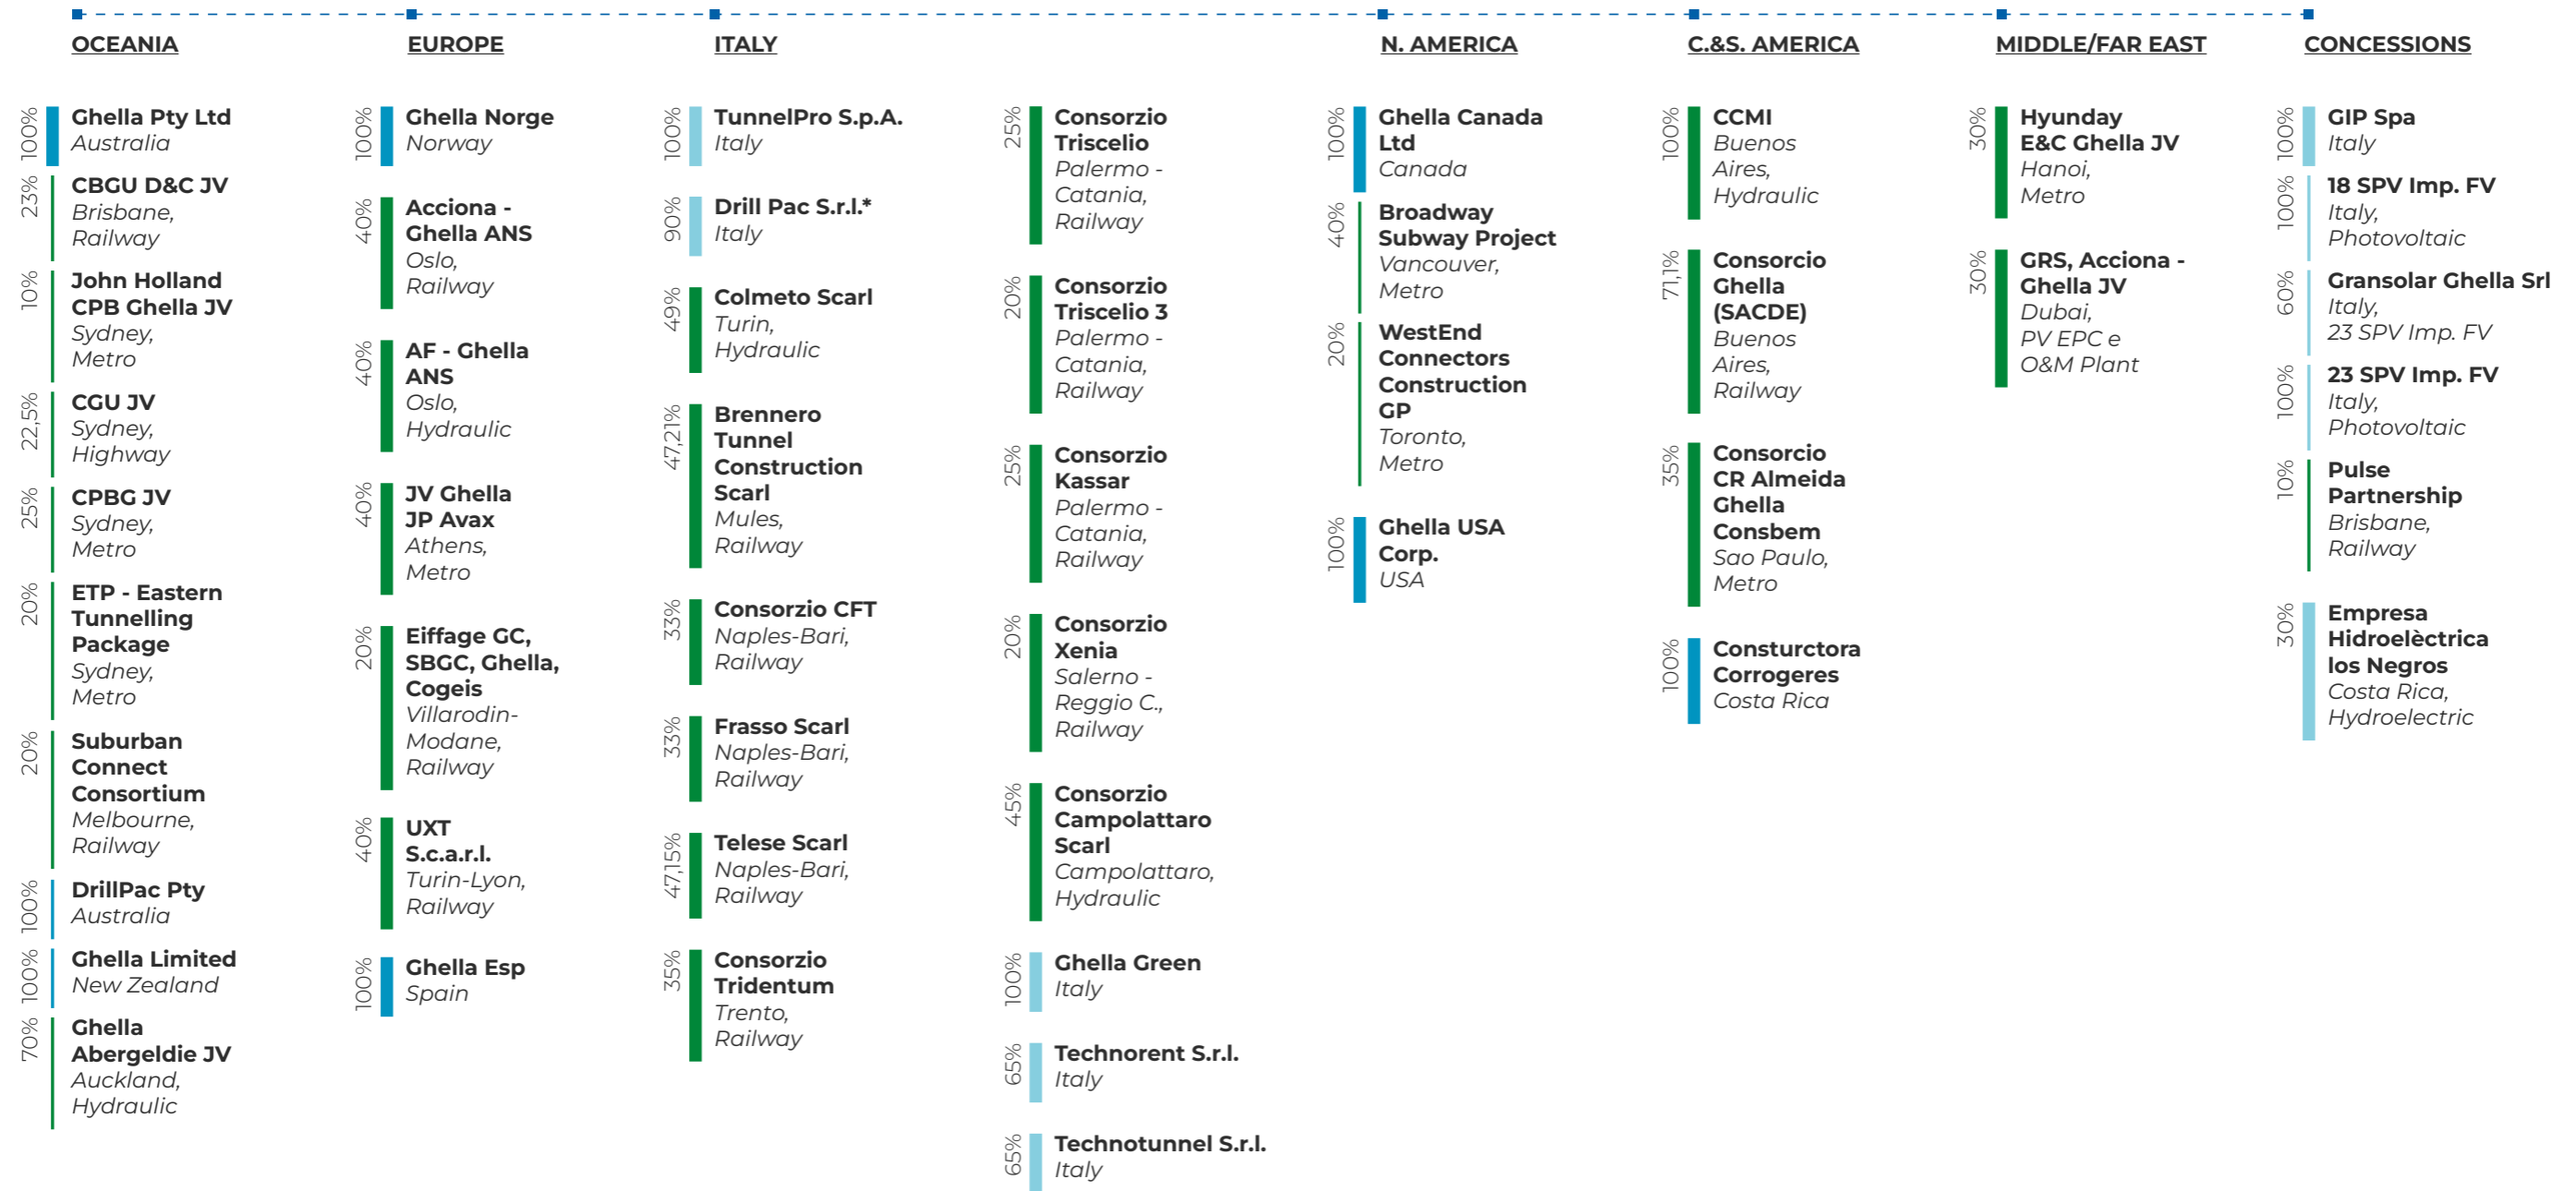 OCEANIA
100%
Ghella Pty Ltd
Australia
23%
CBGU D&C JV
Brisbane,
Railway
10%
John Holland
CPB Ghella JV
Sydney,
Metro
22,5%
CGU JV
Sydney,
Highway
25%
CPBG JV
Sydney,
Metro
20%
ETP - Eastern
Tunnelling
Package
Sydney,
Metro
20%
Suburban
Connect
Consortium
Melbourne,
Railway
100%
DrillPac Pty
Australia
100%
Ghella Limited
New Zealand
70%
Ghella
Abergeldie JV
Auckland,
Hydraulic
EUROPE
100%
Ghella Norge
Norway
40%
Acciona -
Ghella ANS
Oslo,
Railway
40%
AF - Ghella
ANS
Oslo,
Hydraulic
40%
JV Ghella
JP Avax
Athens,
Metro
20%
Eiffage GC,
SBGC, Ghella,
Cogeis
Villarodin-
Modane,
Railway
40%
UXT
S.c.a.r.l.
Turin-Lyon,
Railway
100%
Ghella Esp
Spain
ITALY
100%
TunnelPro S.p.A.
Italy
90%
Drill Pac S.r.l.*
Italy
49%
Colmeto Scarl
Turin,
Hydraulic
47,21%
Brennero
Tunnel
Construction
Scarl
Mules,
Railway
33%
Consorzio CFT
Naples-Bari,
Railway
33%
Frasso Scarl
Naples-Bari,
Railway
47,15%
Telese Scarl
Naples-Bari,
Railway
35%
Consorzio
Tridentum
Trento,
Railway
25%
Consorzio
Triscelio
Palermo -
Catania,
Railway
20%
Consorzio
Triscelio 3
Palermo -
Catania,
Railway
25%
Consorzio
Kassar
Palermo -
Catania,
Railway
20%
Consorzio
Xenia
Salerno -
Reggio C.,
Railway
45%
Consorzio
Campolattaro
Scarl
Campolattaro,
Hydraulic
100%
Ghella Green
Italy
65%
Technorent S.r.l.
Italy
65%
Technotunnel S.r.l.
Italy
N. AMERICA
100%
Ghella Canada
Ltd
Canada
40%
Broadway
Subway Project
Vancouver,
Metro
20%
WestEnd
Connectors
Construction
GP
Toronto,
Metro
100%
Ghella USA
Corp.
USA
C.&S. AMERICA
100%
CCMI
Buenos
Aires,
Hydraulic
71,1%
Consorcio
Ghella
(SACDE)
Buenos
Aires,
Railway
35%
Consorcio
CR Almeida
Ghella
Consbem
Sao Paulo,
Metro
100%
Consturctora
Corrogeres
Costa Rica
MIDDLE/FAR EAST
30%
Hyunday
E&C Ghella JV
Hanoi,
Metro
30%
GRS, Acciona -
Ghella JV
Dubai,
PV EPC e
O&M Plant
CONCESSIONS
100%
GIP Spa
Italy
100%
18 SPV Imp. FV
Italy,
Photovoltaic
60%
Gransolar Ghella Srl
Italy,
23 SPV Imp. FV
100%
23 SPV Imp. FV
Italy,
Photovoltaic
10%
Pulse
Partnership
Brisbane,
Railway
30%
Empresa
Hidroelèctrica
los Negros
Costa Rica,
Hydroelectric